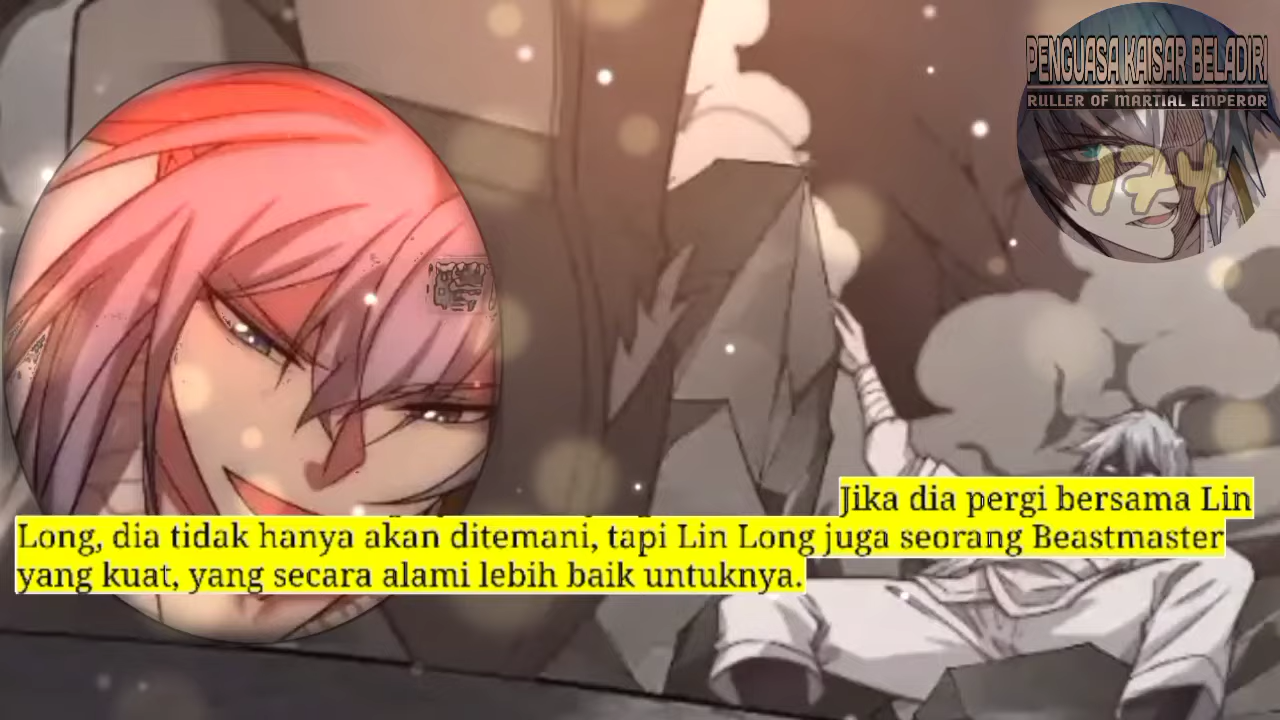 PENGUASA KAISAR BELADIRI
RULLER OF MARTIAL EMPEROR
Jika dia pergi bersama Lin
Long, dia tidak hanya akan ditemani, tapi Lin Long juga seorang Beastmaster
yang kuat, yang secara alami lebih baik untuknya.